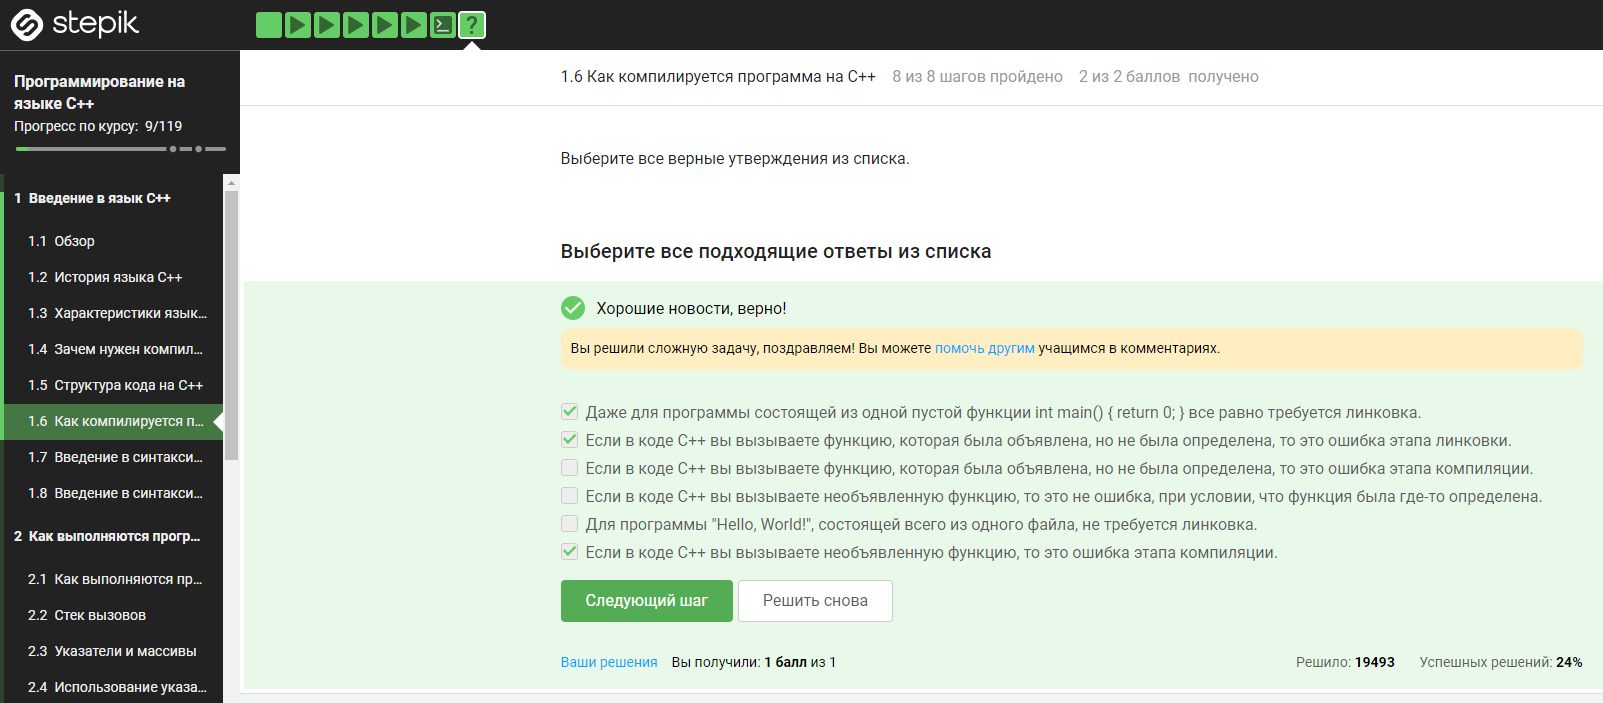 stepik
Программирование на
языке C++
Прогресс по курсу: 9/119
1 Введение в язык C++
1.1 Обзор
1.2 История языка C++
1.3 Характеристики язык...
1.4 Зачем нужен компил...
1.5 Структура кода на C++
1.6 Как компилируется п...
1.7 Введение в синтакси...
1.8 Введение в синтакси...
2 Как выполняются прогр...
2.1 Как выполняются пр...
2.2 Стек вызовов
2.3 Указатели и массивы
2.4 Использование указа...
1.6 Как компилируется программа на C++ 8 из 8 шагов пройдено 2 из 2 баллов получено
Выберите все верные утверждения из списка.
Выберите все подходящие ответы из списка
Хорошие новости, верно!
Вы решили сложную задачу, поздравляем! Вы можете помочь другим учащимся в комментариях.
Даже для программы состоящей из одной пустой функции int main() { return 0; } все равно требуется линковка.
Если в коде C++ вы вызываете функцию, которая была объявлена, но не была определена, то это ошибка этапа линковки.
Если в коде C++ вы вызываете функцию, которая была объявлена, но не была определена, то это ошибка этапа компиляции.
Если в коде C++ вы вызываете необъявленную функцию, то это не ошибка, при условии, что функция была где-то определена.
Для программы "Hello, World!", состоящей всего из одного файла, не требуется линковка.
Если в коде C++ вы вызываете необъявленную функцию, то это ошибка этапа компиляции.
Следующий шаг Решить снова
Ваши решения Вы получили: 1 балл из 1 Решило: 19493 Успешных решений: 24%